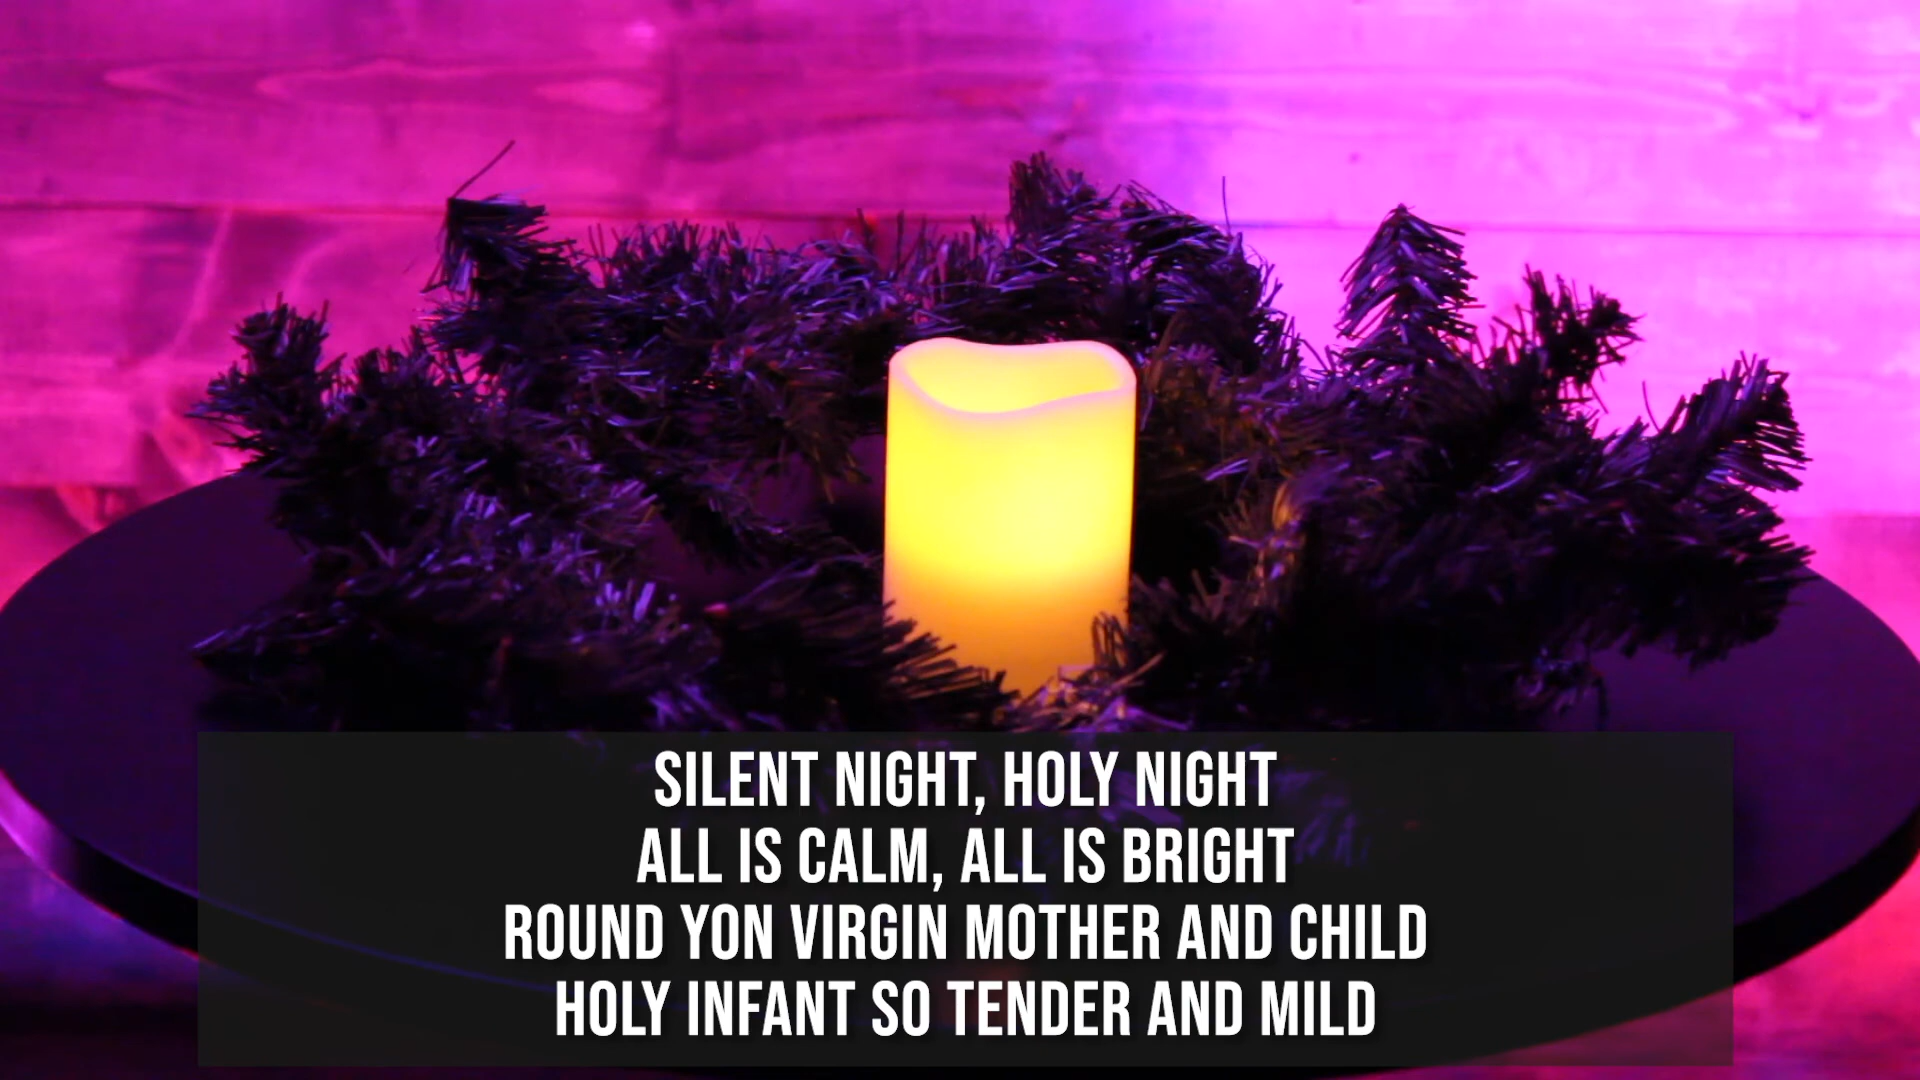 SILENT NIGHT, HOLY NIGHT
ALL IS CALM, ALL IS BRIGHT
ROUND YON VIRGIN MOTHER AND CHILD
HOLY INFANT SO TENDER AND MILD